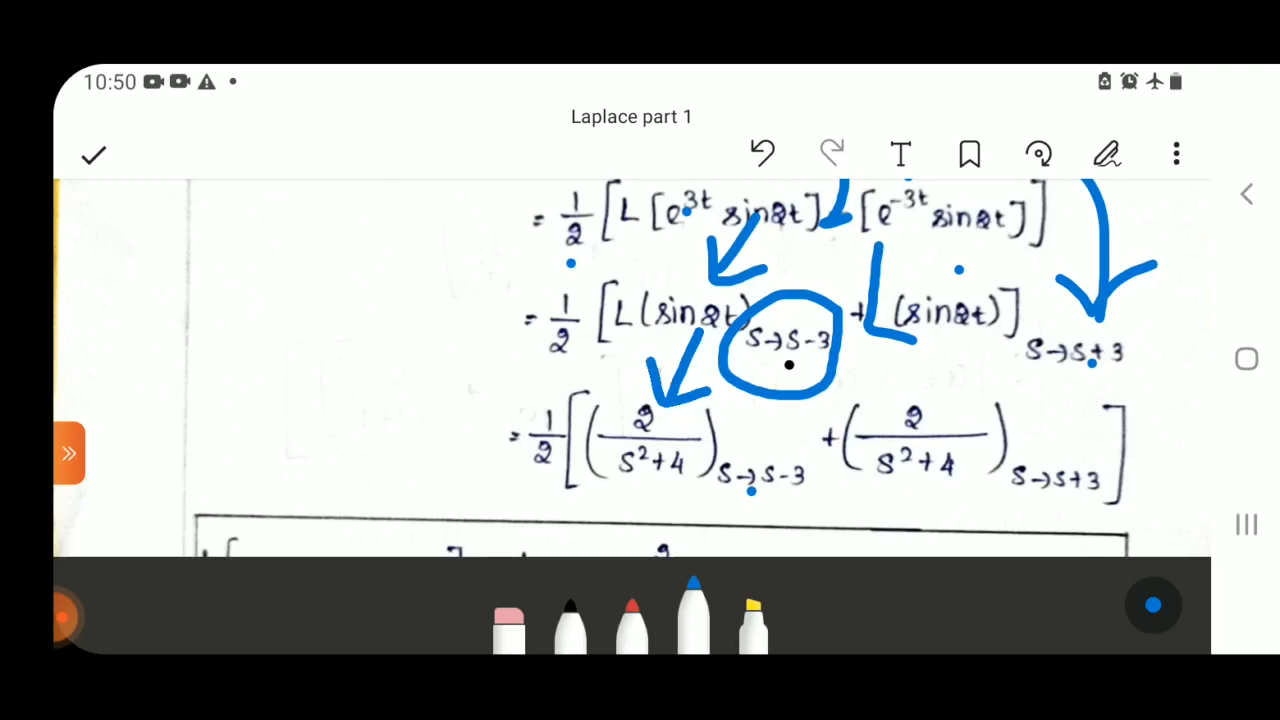 10:50
Laplace part 1
T
= 1/2 [L [e^3t sin2t] + [e^-3t sin2t]]
= 1/2 [L(sin2t)_{s→s-3} + L(sin2t)]_{s→s+3}
= 1/2 [(2/(s^2+4))_{s→s-3} + (2/(s^2+4))_{s→s+3}]